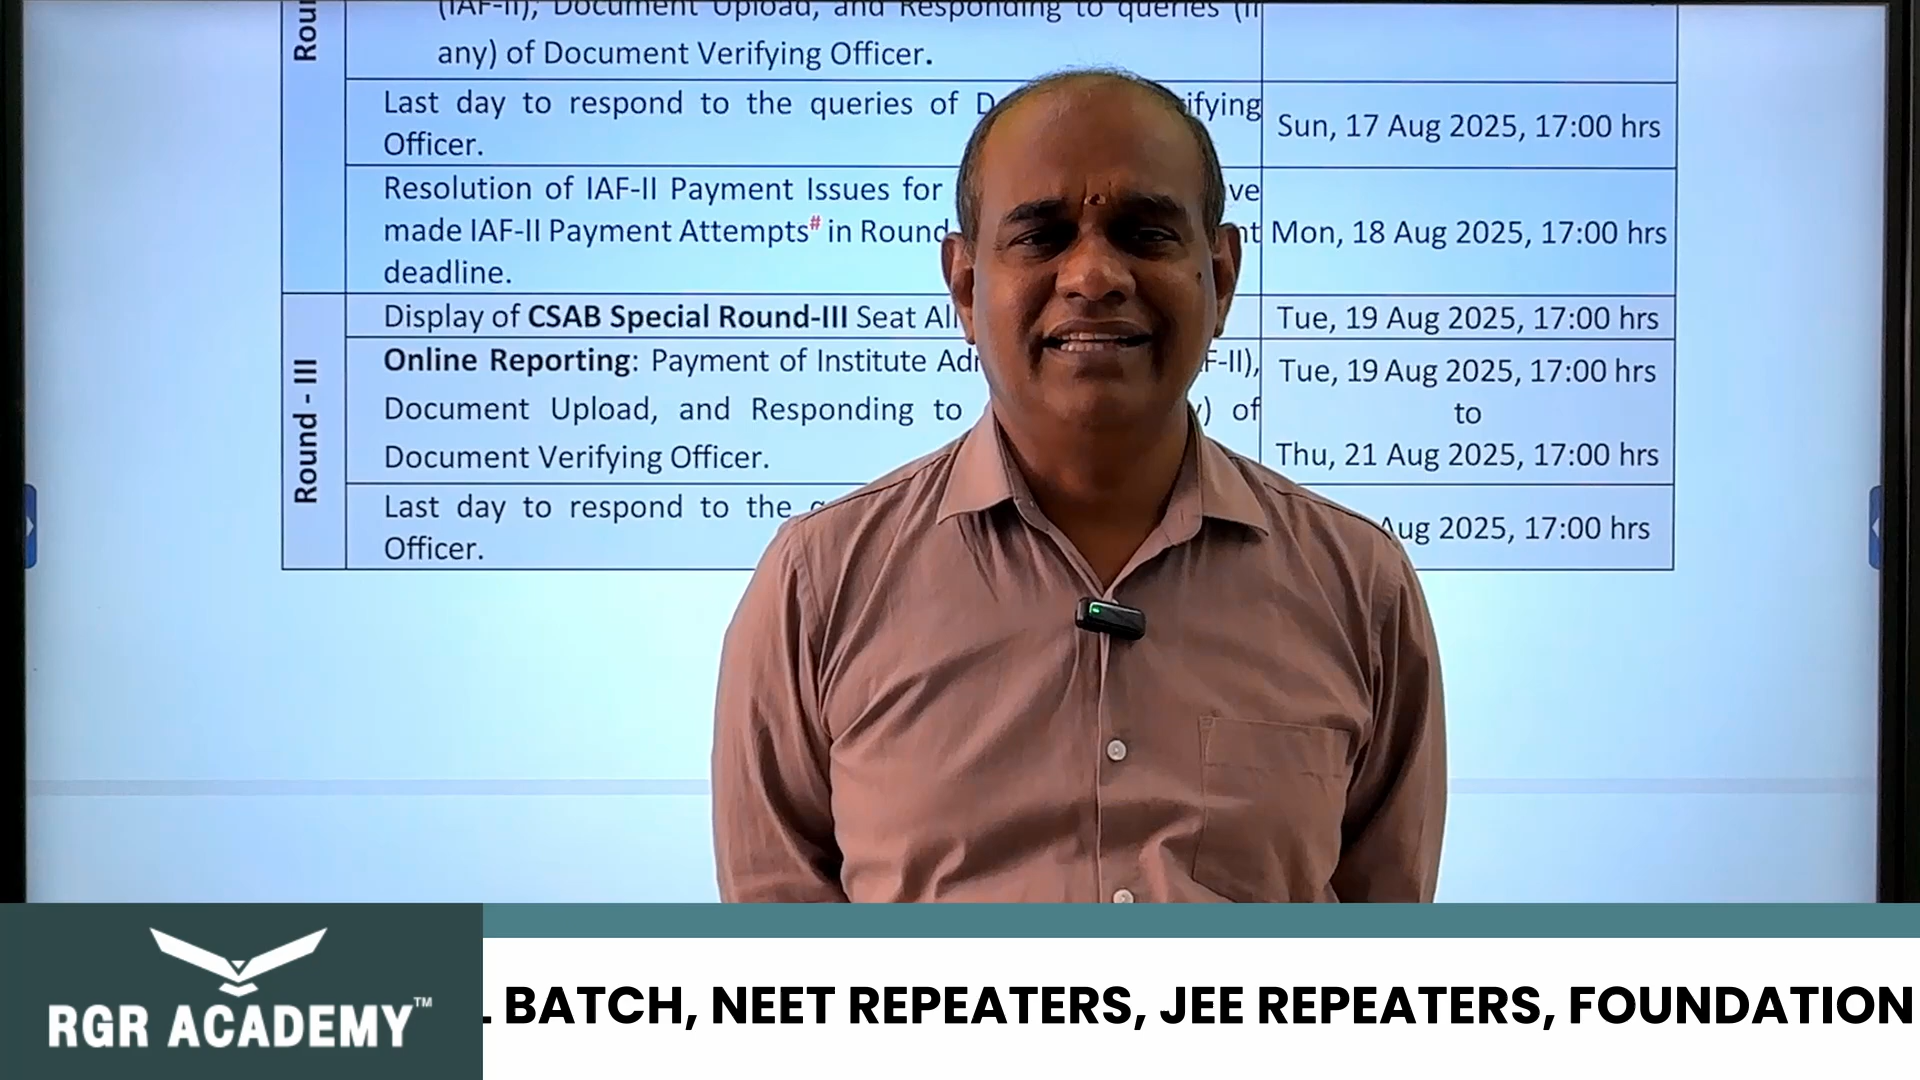 Roun
(IAF-II), Document Upload, and Responding to queries (if
any) of Document Verifying Officer.
Last day to respond to the queries of
Officer.
Sun, 17 Aug 2025, 17:00 hrs
Resolution of IAF-II Payment Issues for
made IAF-II Payment Attempts# in Round
deadline.
Mon, 18 Aug 2025, 17:00 hrs
Round - III
Display of CSAB Special Round-III Seat
Tue, 19 Aug 2025, 17:00 hrs
Online Reporting: Payment of Institute
Document Upload, and Responding to of
Document Verifying Officer.
Tue, 19 Aug 2025, 17:00 hrs
to
Thu, 21 Aug 2025, 17:00 hrs
Last day to respond to the
Officer.
Aug 2025, 17:00 hrs
RGR ACADEMY™
BATCH, NEET REPEATERS, JEE REPEATERS, FOUNDATION